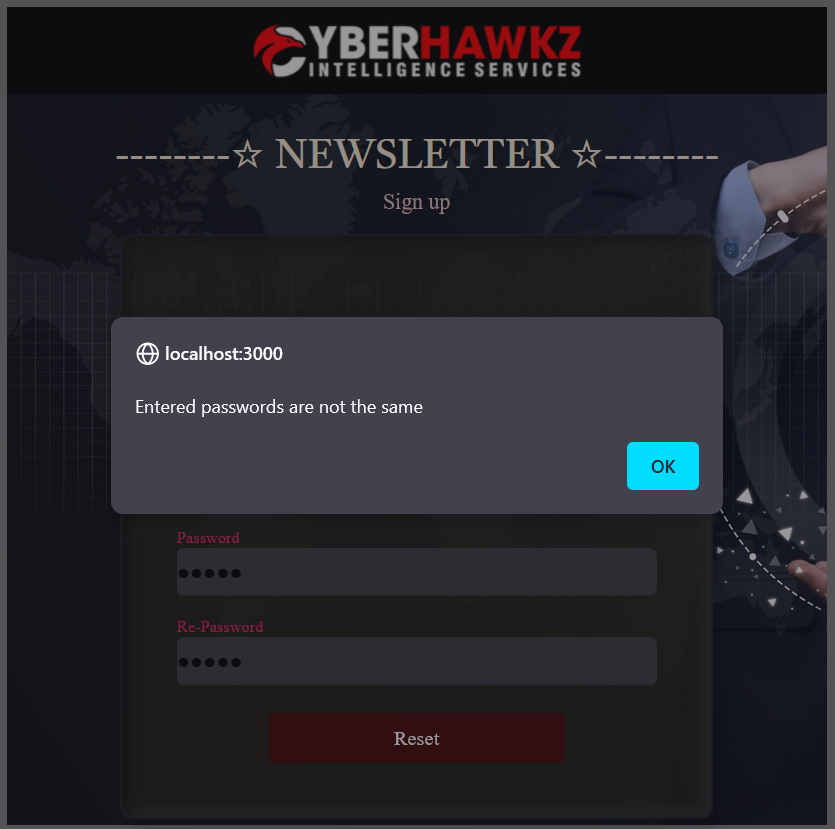 CYBERHAWKZ
INTELLIGENCE SERVICES
--------☆ NEWSLETTER ☆--------
Sign up
localhost:3000
Entered passwords are not the same
OK
Password
●●●●●
Re-Password
●●●●●
Reset